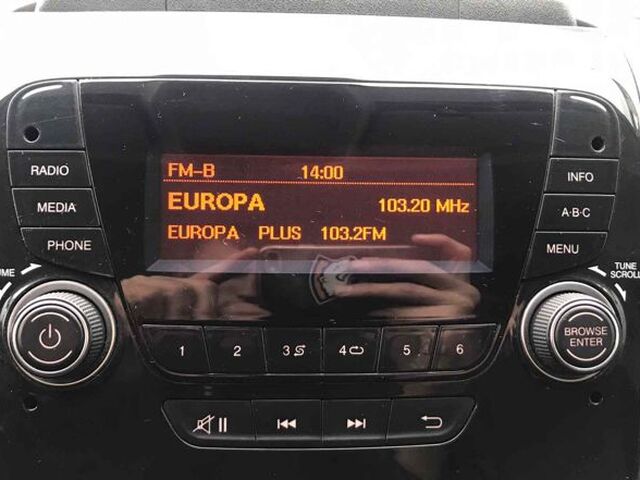 FM-B 14:00
EUROPA 103.20 MHz
EUROPA PLUS 103.2FM
RADIO
MEDIA
PHONE
INFO
A·B·C
MENU
UME
TUNE
SCROLL
BROWSE
ENTER
1 2 3 4 5 6